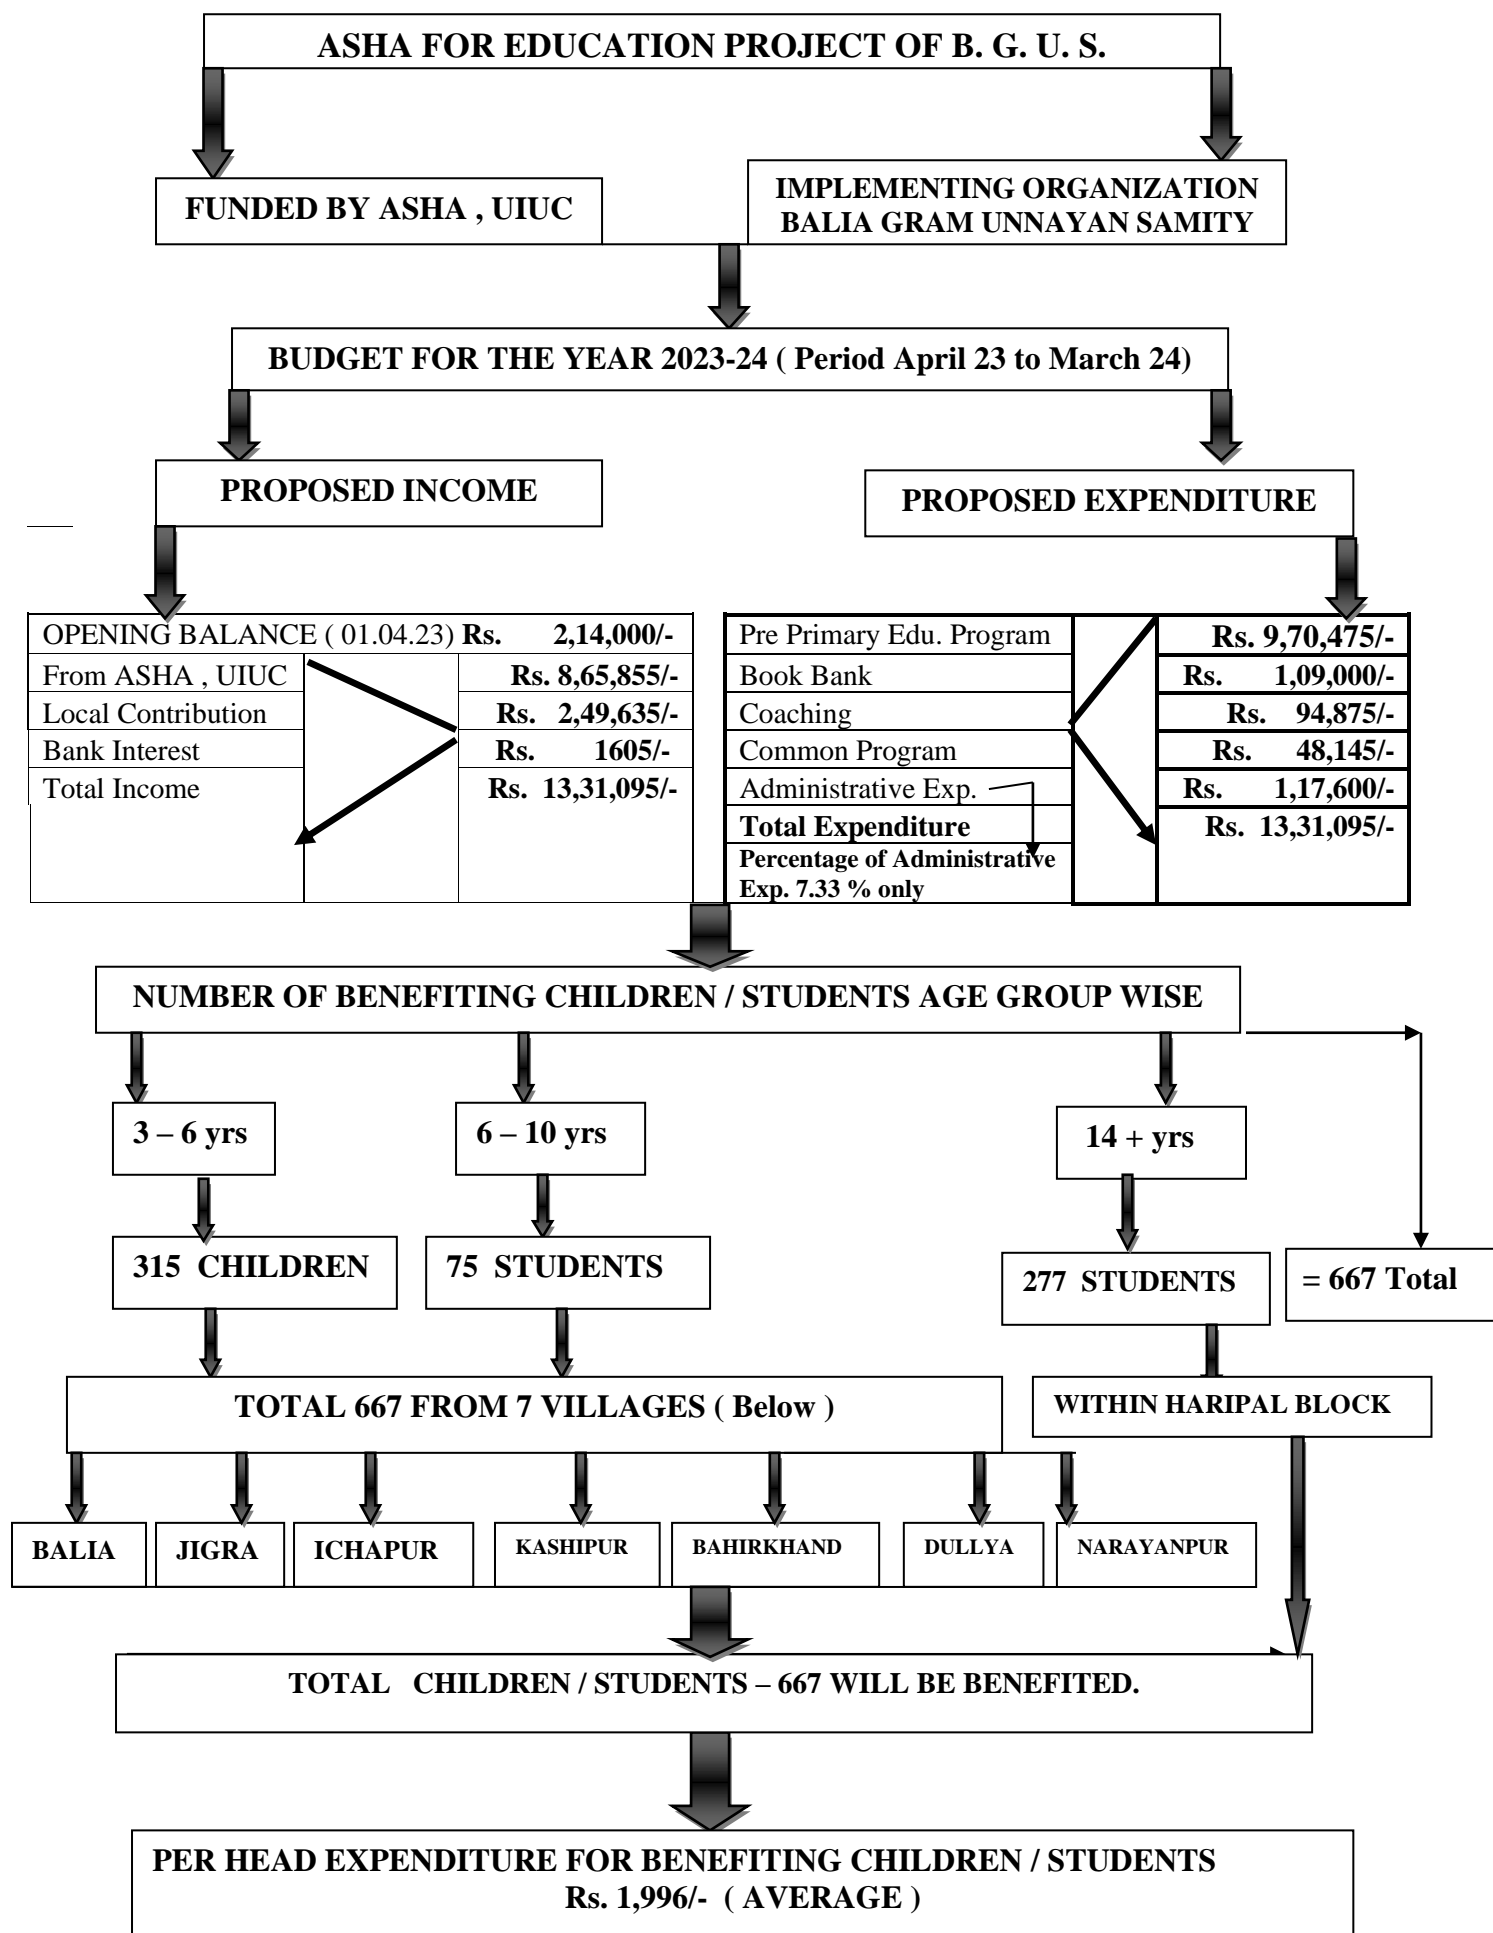 ASHA FOR EDUCATION PROJECT OF B. G. U. S.
FUNDED BY ASHA , UIUC
IMPLEMENTING ORGANIZATION
BALIA GRAM UNNAYAN SAMITY
BUDGET FOR THE YEAR 2023-24 ( Period April 23 to March 24)
PROPOSED INCOME
PROPOSED EXPENDITURE
OPENING BALANCE ( 01.04.23) Rs. 2,14,000/-
From ASHA , UIUC Rs. 8,65,855/-
Local Contribution Rs. 2,49,635/-
Bank Interest Rs. 1605/-
Total Income Rs. 13,31,095/-
Pre Primary Edu. Program Rs. 9,70,475/-
Book Bank Rs. 1,09,000/-
Coaching Rs. 94,875/-
Common Program Rs. 48,145/-
Administrative Exp. Rs. 1,17,600/-
Total Expenditure Rs. 13,31,095/-
Percentage of Administrative
Exp. 7.33 % only
NUMBER OF BENEFITING CHILDREN / STUDENTS AGE GROUP WISE
3 – 6 yrs
6 – 10 yrs
14 + yrs
315 CHILDREN
75 STUDENTS
277 STUDENTS
= 667 Total
TOTAL 667 FROM 7 VILLAGES ( Below )
WITHIN HARIPAL BLOCK
BALIA
JIGRA
ICHAPUR
KASHIPUR
BAHIRKHAND
DULLYA
NARAYANPUR
TOTAL CHILDREN / STUDENTS – 667 WILL BE BENEFITED.
PER HEAD EXPENDITURE FOR BENEFITING CHILDREN / STUDENTS
Rs. 1,996/- ( AVERAGE )